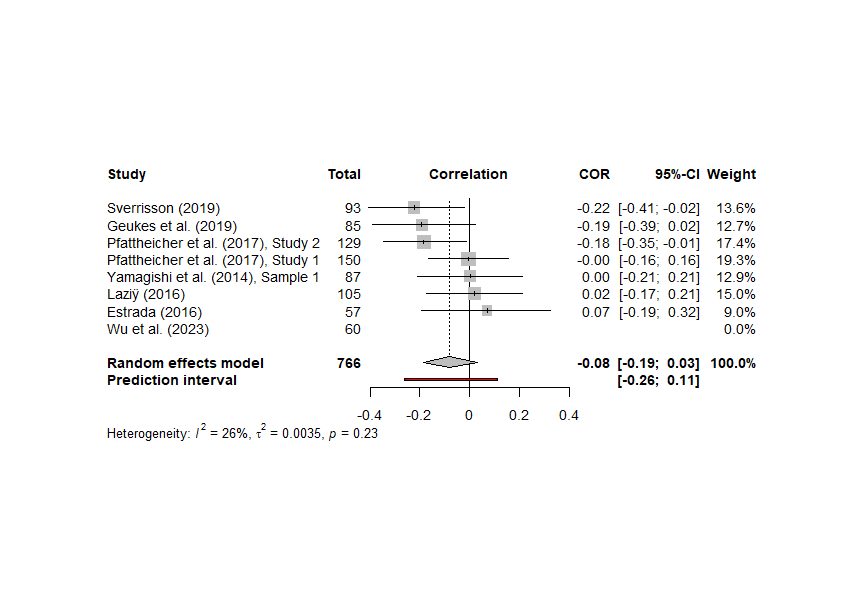 Study Total Correlation COR 95%-CI Weight
Sverrisson (2019) 93 -0.22 [-0.41; -0.02] 13.6%
Geukes et al. (2019) 85 -0.19 [-0.39; 0.02] 12.7%
Pfattheicher et al. (2017), Study 2 129 -0.18 [-0.35; -0.01] 17.4%
Pfattheicher et al. (2017), Study 1 150 -0.00 [-0.16; 0.16] 19.3%
Yamagishi et al. (2014), Sample 1 87 0.00 [-0.21; 0.21] 12.9%
Laziÿ (2016) 105 0.02 [-0.17; 0.21] 15.0%
Estrada (2016) 57 0.07 [-0.19; 0.32] 9.0%
Wu et al. (2023) 60 0.0%
Random effects model 766 -0.08 [-0.19; 0.03] 100.0%
Prediction interval [-0.26; 0.11]
-0.4 -0.2 0 0.2 0.4
Heterogeneity: I² = 26%, τ² = 0.0035, p = 0.23